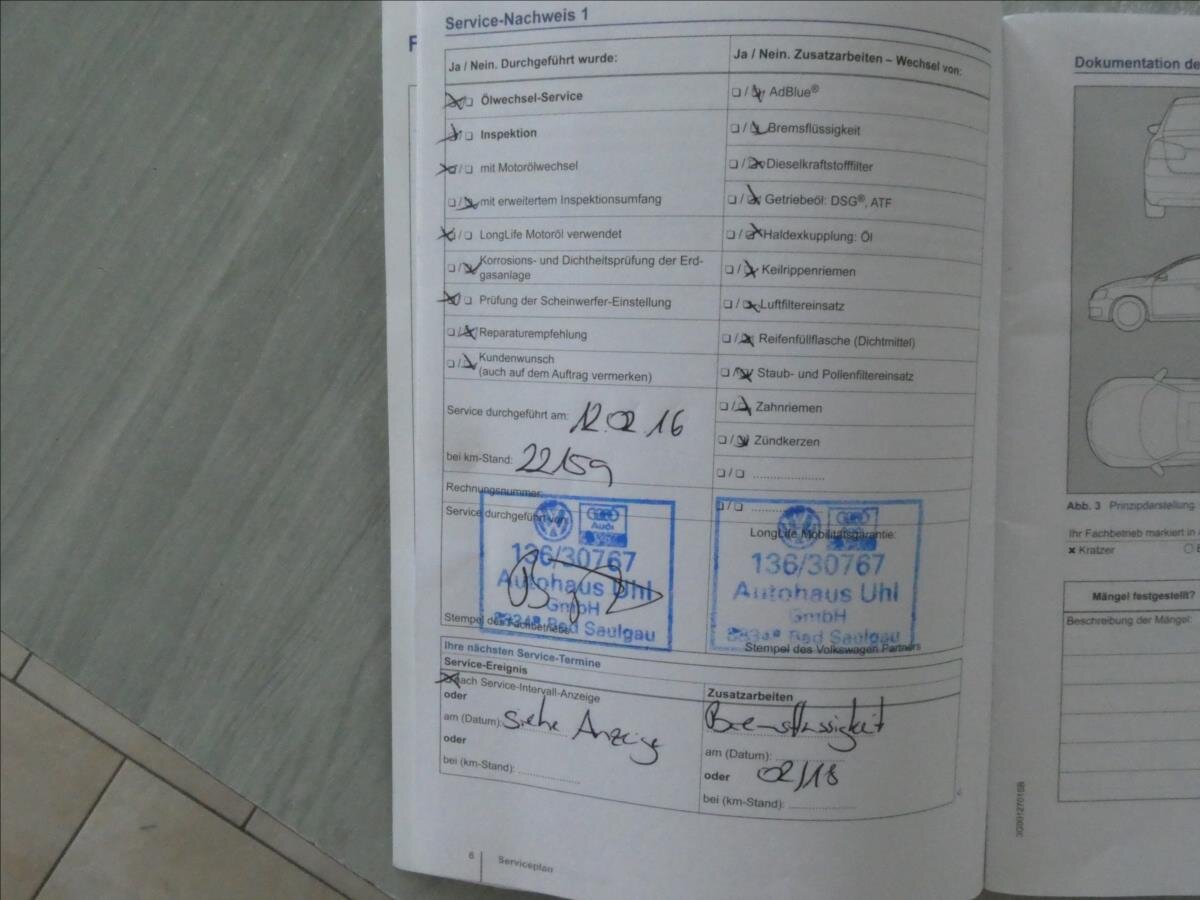 Service-Nachweis 1
Ja / Nein. Durchgeführt wurde:
Ölwechsel-Service
Inspektion
mit Motorölwechsel
mit erweitertem Inspektionsumfang
LongLife Motoröl verwendet
Korrosions- und Dichtheitsprüfung der Erd-
gasanlage
Prüfung der Scheinwerfer-Einstellung
Reparaturempfehlung
Kundenwunsch
(auch auf dem Auftrag vermerken)
Service durchgeführt am: 12.02.16
bei km-Stand: 22159
Rechnungsnummer:
Service durchgeführt von:
Audi
136/30767
Autohaus Uhl
GmbH
88348 Bad Saulgau
Stempel des Fachbetriebes
Ja / Nein. Zusatzarbeiten – Wechsel von:
AdBlue®
Bremsflüssigkeit
Dieselkraftstofffilter
Getriebeöl: DSG®, ATF
Haldexkupplung: Öl
Keilrippenriemen
Luftfiltereinsatz
Reifenfüllflasche (Dichtmittel)
Staub- und Pollenfiltereinsatz
Zahnriemen
Zündkerzen
LongLife Mobilitätsgarantie:
136/30767
Autohaus Uhl
GmbH
88348 Bad Saulgau
Stempel des Volkswagen Partners
Ihre nächsten Service-Termine
Service-Ereignis
nach Service-Intervall-Anzeige
oder
am (Datum): siehe Anzeige
oder
bei (km-Stand):
Zusatzarbeiten
Bremsflüssigkeit
am (Datum):
oder 02/18
bei (km-Stand):
6
Serviceplan
F
Dokumentation de
Abb. 3 Prinzipdarstellung
Ihr Fachbetrieb markiert in
× Kratzer
Mängel festgestellt?
Beschreibung der Mängel: